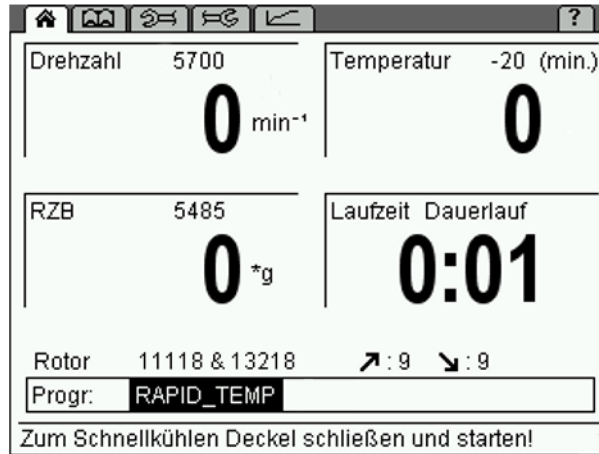 ?
Drehzahl 5700
0 min⁻¹
Temperatur -20 (min.)
0
RZB 5485
0 *g
Laufzeit Dauerlauf
0:01
Rotor 11118 & 13218 ↗ : 9 ↘ : 9
Progr: RAPID_TEMP
Zum Schnellkühlen Deckel schließen und starten!